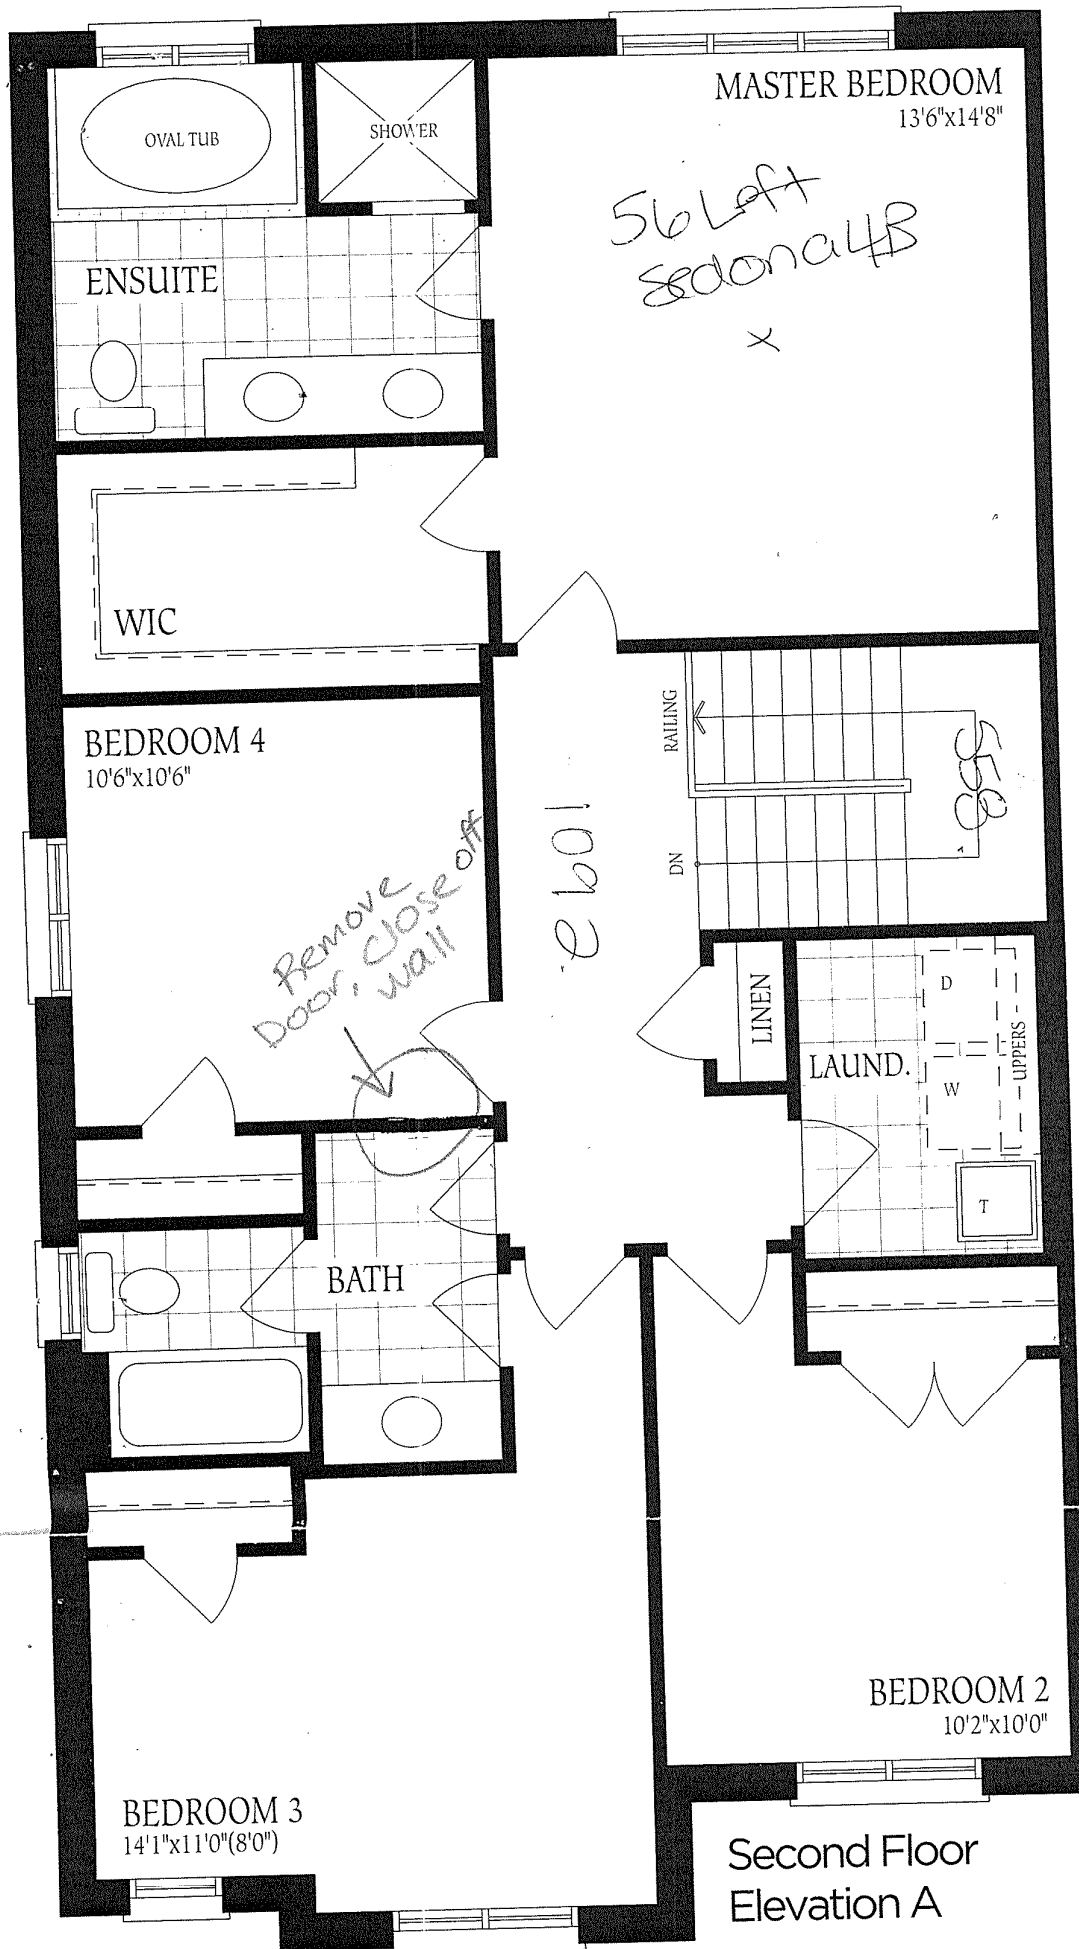 MASTER BEDROOM
13'6"x14'8"
OVAL TUB
SHOWER
56 Loft
Sedona 4B
x
ENSUITE
WIC
BEDROOM 4
10'6"x10'6"
RAILING
558
DN
Remove
Door, close off
wall
LINEN
LAUND.
D
W
UPPERS
T
BATH
BEDROOM 2
10'2"x10'0"
BEDROOM 3
14'1"x11'0"(8'0")
Second Floor
Elevation A